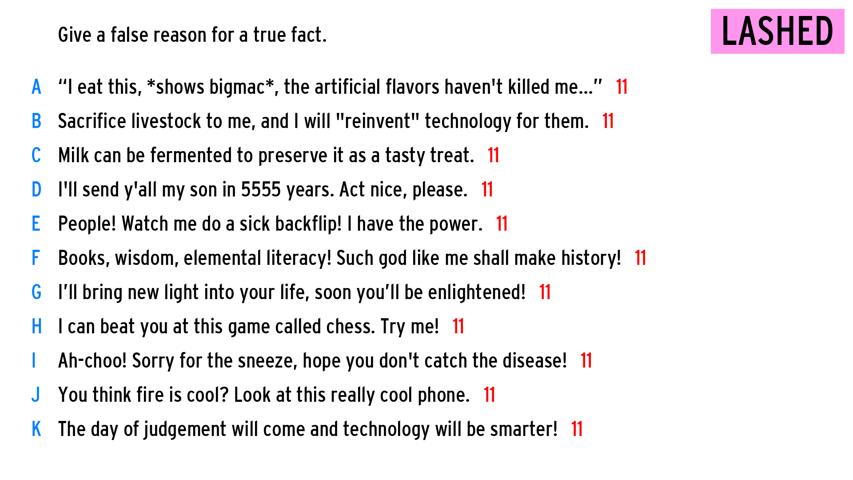 Give a false reason for a true fact.
LASHED
A “I eat this, *shows bigmac*, the artificial flavors haven't killed me...” 11
B Sacrifice livestock to me, and I will "reinvent" technology for them. 11
C Milk can be fermented to preserve it as a tasty treat. 11
D I'll send y'all my son in 5555 years. Act nice, please. 11
E People! Watch me do a sick backflip! I have the power. 11
F Books, wisdom, elemental literacy! Such god like me shall make history! 11
G I’ll bring new light into your life, soon you’ll be enlightened! 11
H I can beat you at this game called chess. Try me! 11
I Ah-choo! Sorry for the sneeze, hope you don't catch the disease! 11
J You think fire is cool? Look at this really cool phone. 11
K The day of judgement will come and technology will be smarter! 11